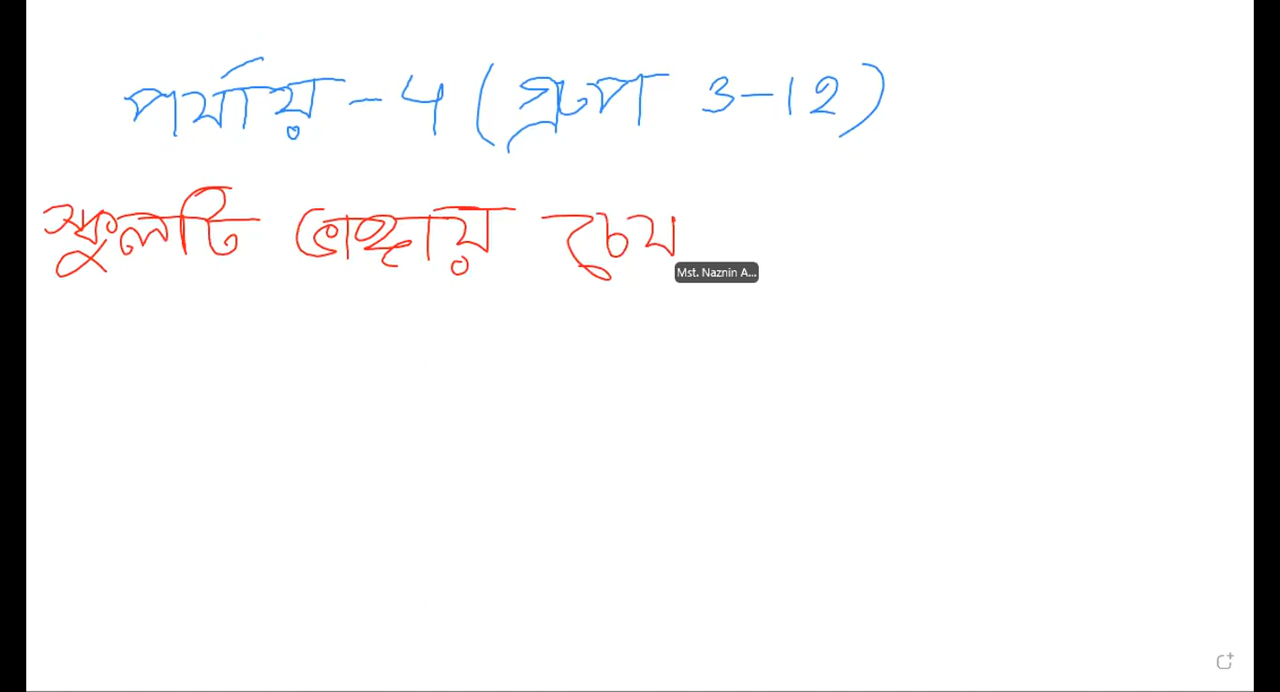 পর্যায় - 4 (গ্রুপ 3-12)
স্কুলটি ভাঙ্গায়
Mst. Naznin A...